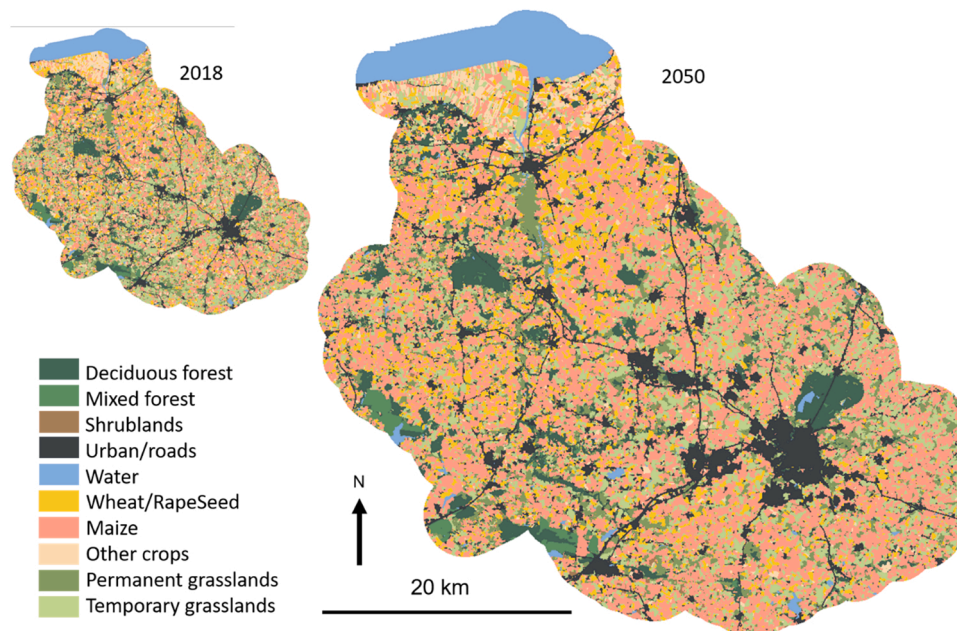 2018
2050
Deciduous forest
Mixed forest
Shrublands
Urban/roads
Water
Wheat/RapeSeed
Maize
Other crops
Permanent grasslands
Temporary grasslands
N
20 km